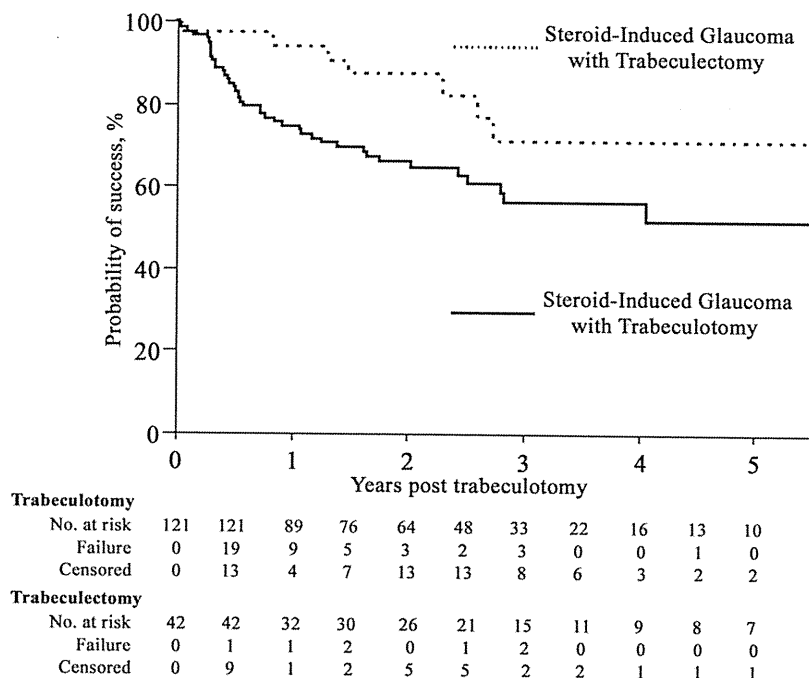 100
80
60
40
20
0
Probability of success, %
Steroid-Induced Glaucoma
with Trabeculectomy
Steroid-Induced Glaucoma
with Trabeculotomy
0 1 2 3 4 5
Years post trabeculotomy
Trabeculotomy
No. at risk 121 121 89 76 64 48 33 22 16 13 10
Failure 0 19 9 5 3 2 3 0 0 1 0
Censored 0 13 4 7 13 13 8 6 3 2 2
Trabeculectomy
No. at risk 42 42 32 30 26 21 15 11 9 8 7
Failure 0 1 1 2 0 1 2 0 0 0 0
Censored 0 9 1 2 5 5 2 2 1 1 1